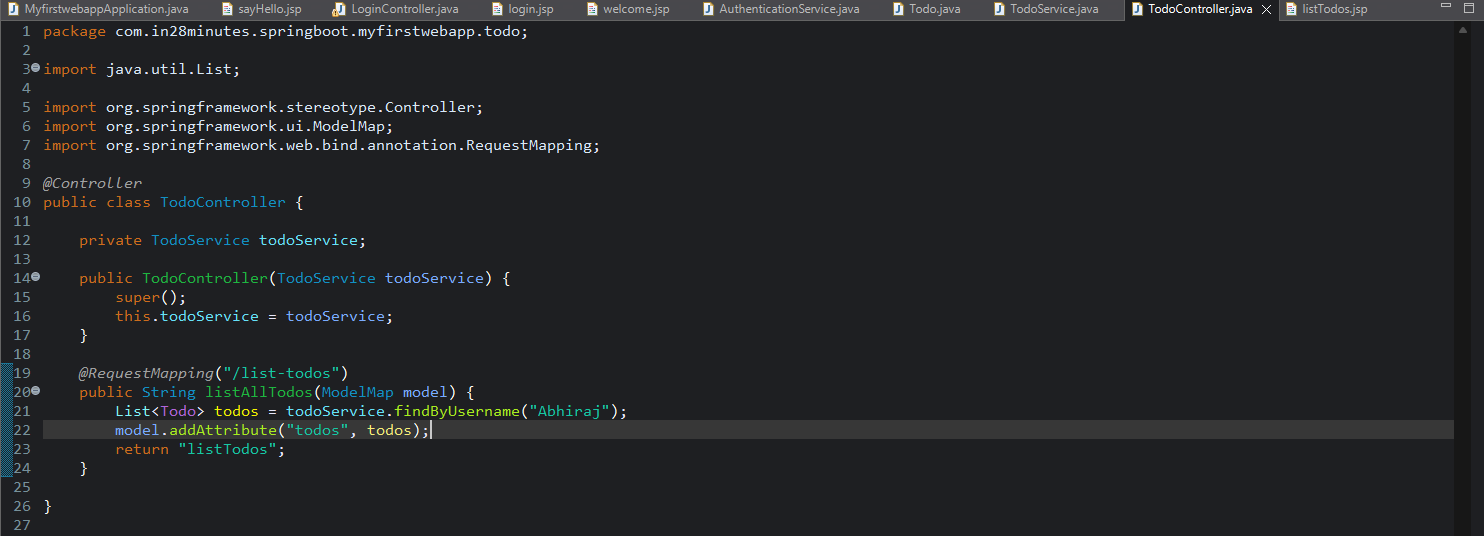 MyfirstwebappApplication.java sayHello.jsp LoginController.java login.jsp welcome.jsp AuthenticationService.java Todo.java TodoService.java TodoController.java listTodos.jsp
1 package com.in28minutes.springboot.myfirstwebapp.todo;
2
3 import java.util.List;
4
5 import org.springframework.stereotype.Controller;
6 import org.springframework.ui.ModelMap;
7 import org.springframework.web.bind.annotation.RequestMapping;
8
9 @Controller
10 public class TodoController {
11
12     private TodoService todoService;
13
14     public TodoController(TodoService todoService) {
15         super();
16         this.todoService = todoService;
17     }
18
19     @RequestMapping("/list-todos")
20     public String listAllTodos(ModelMap model) {
21         List<Todo> todos = todoService.findByUsername("Abhiraj");
22         model.addAttribute("todos", todos);
23         return "listTodos";
24     }
25
26 }
27